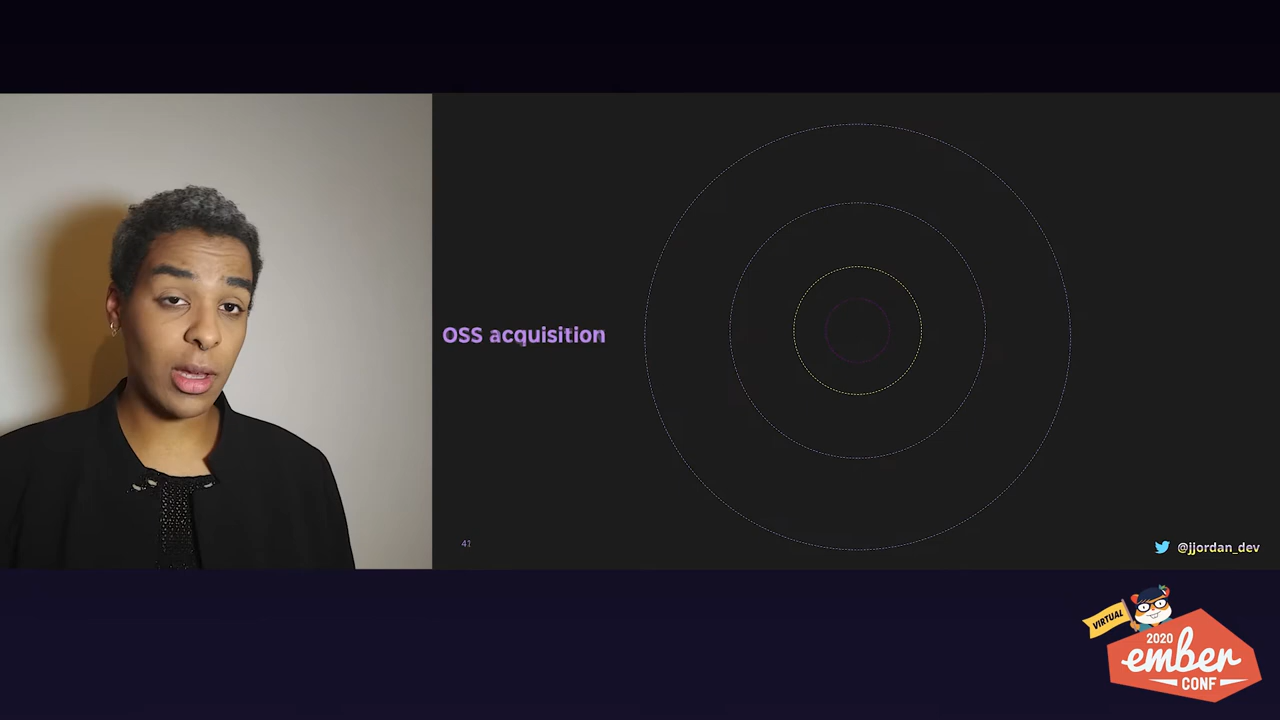 OSS acquisition
41
@jjordan_dev
VIRTUAL
2020
ember
CONF